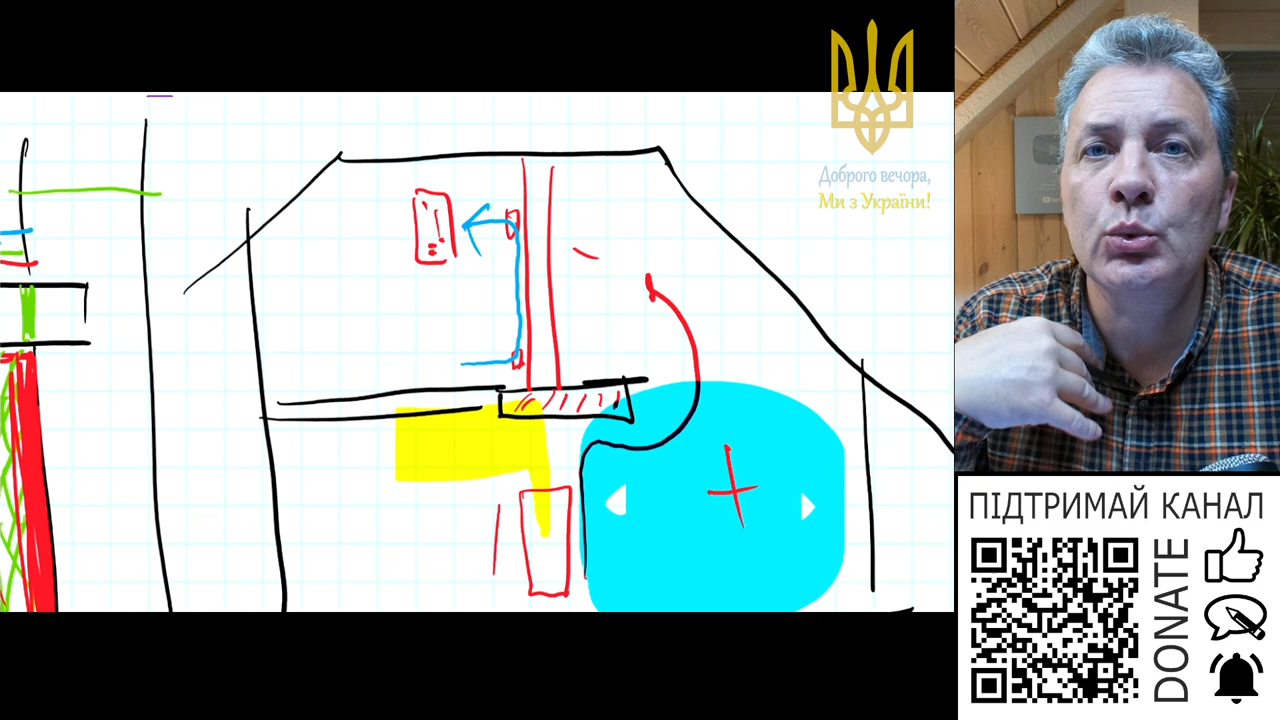 Доброго вечора,
Ми з України!
ПІДТРИМАЙ КАНАЛ
DONATE